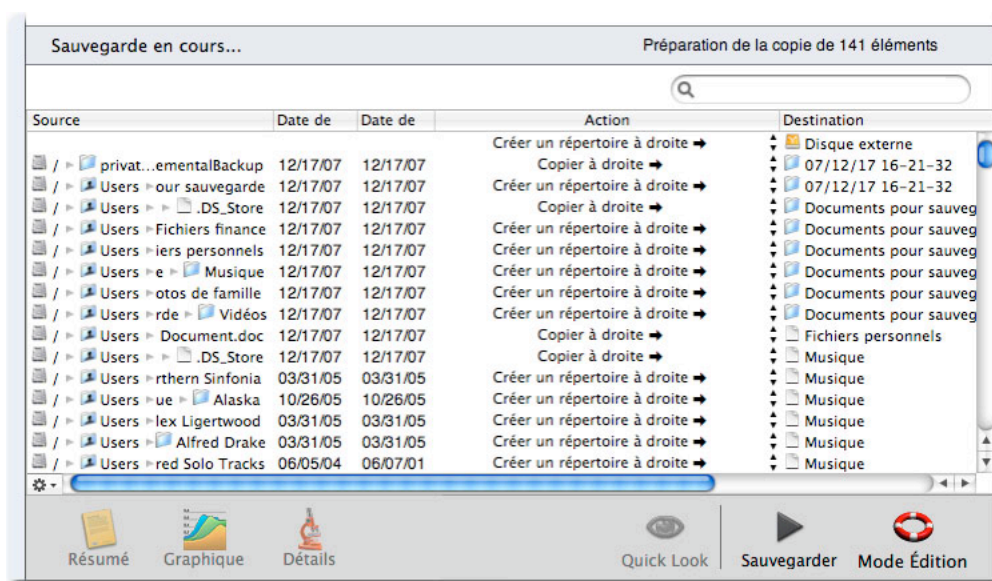 Sauvegarde en cours... Préparation de la copie de 141 éléments
Source Date de Date de Action Destination
Créer un répertoire à droite ➡ Disque externe
/ ▸ privat...ementalBackup 12/17/07 12/17/07 Copier à droite ➡ 07/12/17 16-21-32
/ ▸ Users ▸ our sauvegarde 12/17/07 12/17/07 Créer un répertoire à droite ➡ 07/12/17 16-21-32
/ ▸ Users ▸ ▸ .DS_Store 12/17/07 12/17/07 Copier à droite ➡ Documents pour sauveg
/ ▸ Users ▸ Fichiers finance 12/17/07 12/17/07 Créer un répertoire à droite ➡ Documents pour sauveg
/ ▸ Users ▸ iers personnels 12/17/07 12/17/07 Créer un répertoire à droite ➡ Documents pour sauveg
/ ▸ Users ▸ e ▸ Musique 12/17/07 12/17/07 Créer un répertoire à droite ➡ Documents pour sauveg
/ ▸ Users ▸ otos de famille 12/17/07 12/17/07 Créer un répertoire à droite ➡ Documents pour sauveg
/ ▸ Users ▸ rde ▸ Vidéos 12/17/07 12/17/07 Créer un répertoire à droite ➡ Documents pour sauveg
/ ▸ Users ▸ Document.doc 12/17/07 12/17/07 Copier à droite ➡ Fichiers personnels
/ ▸ Users ▸ ▸ .DS_Store 12/17/07 12/17/07 Copier à droite ➡ Musique
/ ▸ Users ▸ rthern Sinfonia 03/31/05 03/31/05 Créer un répertoire à droite ➡ Musique
/ ▸ Users ▸ ue ▸ Alaska 10/26/05 10/26/05 Créer un répertoire à droite ➡ Musique
/ ▸ Users ▸ lex Ligertwood 03/31/05 03/31/05 Créer un répertoire à droite ➡ Musique
/ ▸ Users ▸ Alfred Drake 03/31/05 03/31/05 Créer un répertoire à droite ➡ Musique
/ ▸ Users ▸ red Solo Tracks 06/05/04 06/07/01 Créer un répertoire à droite ➡ Musique
Résumé Graphique Détails Quick Look Sauvegarder Mode Édition